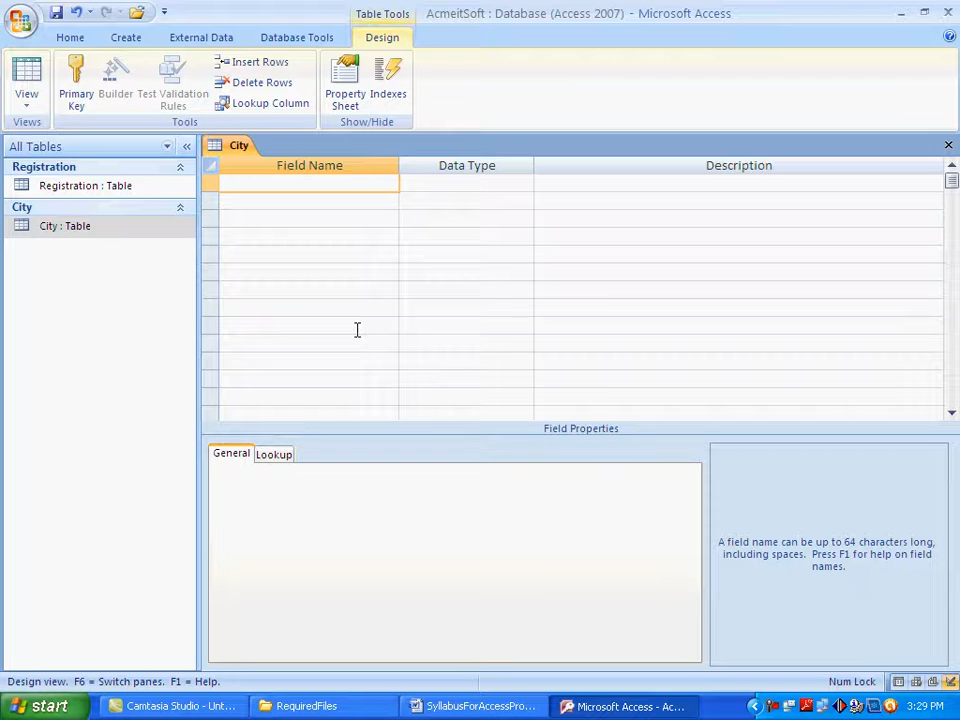 Table Tools
AcmeitSoft : Database (Access 2007) - Microsoft Access
Home
Create
External Data
Database Tools
Design
View
Primary Key
Builder
Test Validation Rules
Insert Rows
Delete Rows
Lookup Column
Property Sheet
Indexes
Views
Tools
Show/Hide
All Tables
«
City
Registration
Registration : Table
City
City : Table
Field Name
Data Type
Description
Field Properties
General
Lookup
A field name can be up to 64 characters long,
including spaces. Press F1 for help on field
names.
Design view. F6 = Switch panes. F1 = Help.
Num Lock
start
Camtasia Studio - Unt...
RequiredFiles
SyllabusForAccessPro...
Microsoft Access - Ac...
3:29 PM